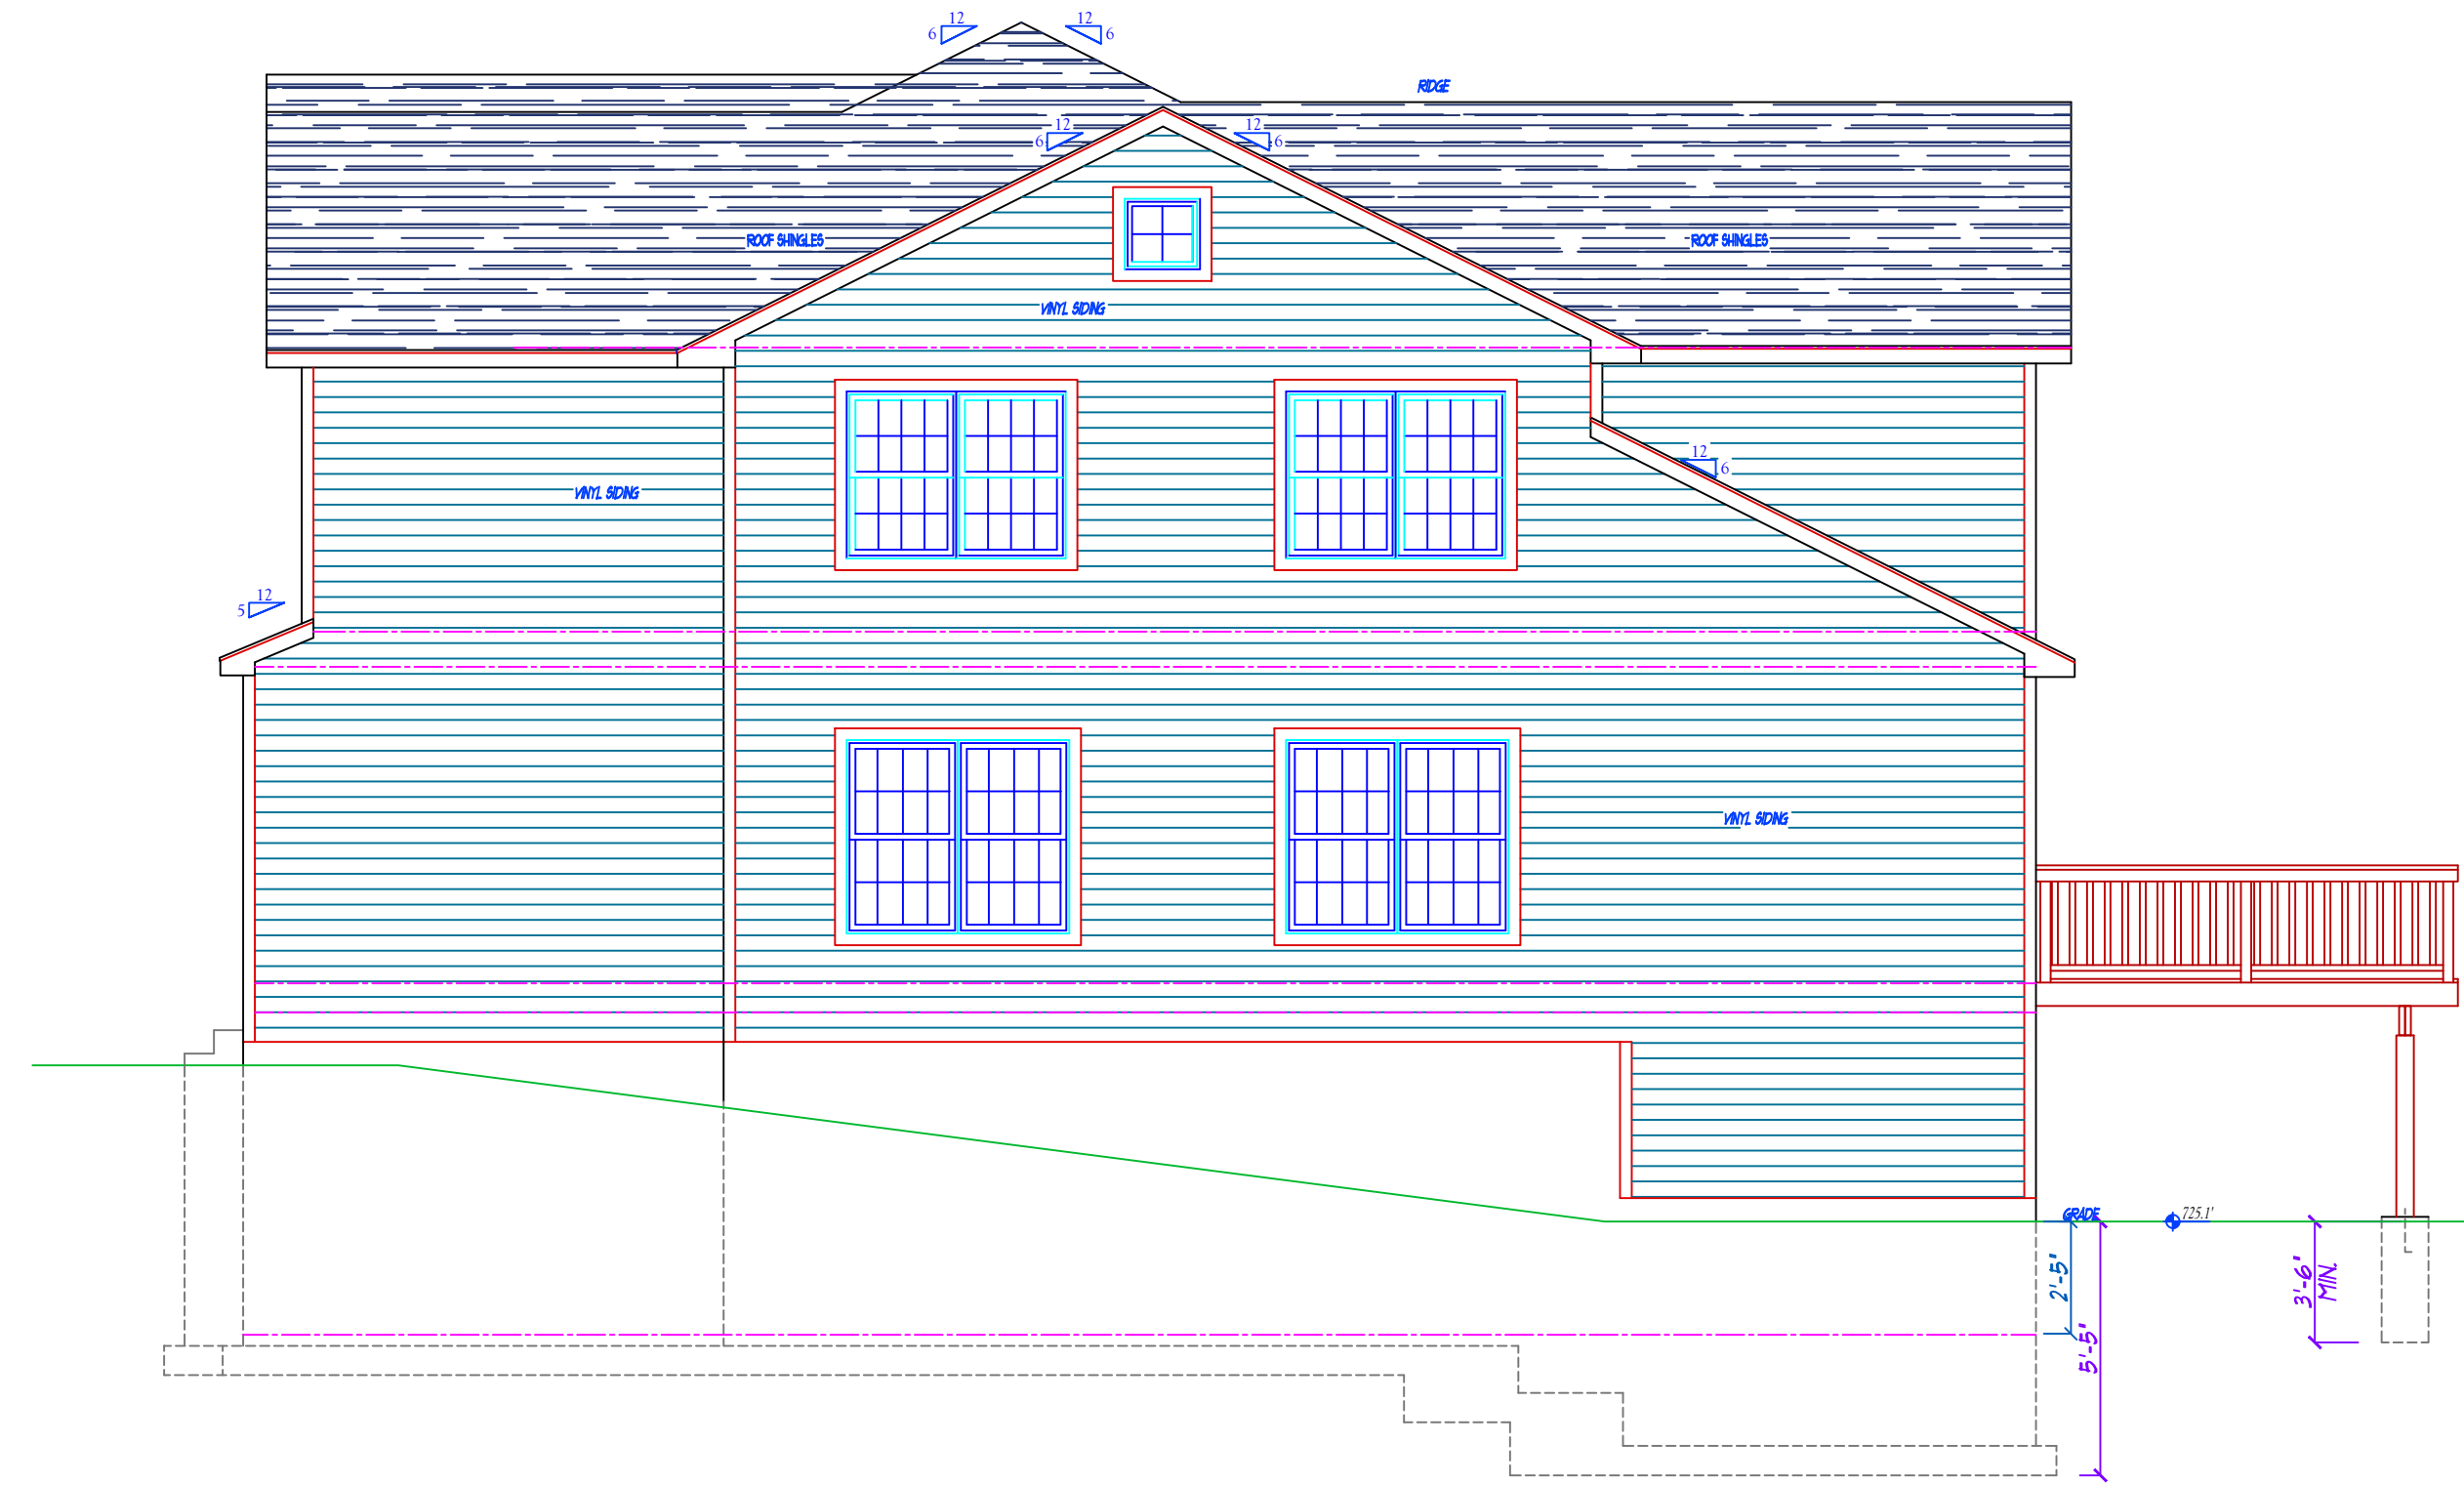 12
12
6
6
RIDGE
12
12
6
6
ROOF SHINGLES
ROOF SHINGLES
VINYL SIDING
12
6
VINYL SIDING
12
5
VINYL SIDING
GRADE
725.1'
2'-5"
3'-6"
MIN.
5'-5"